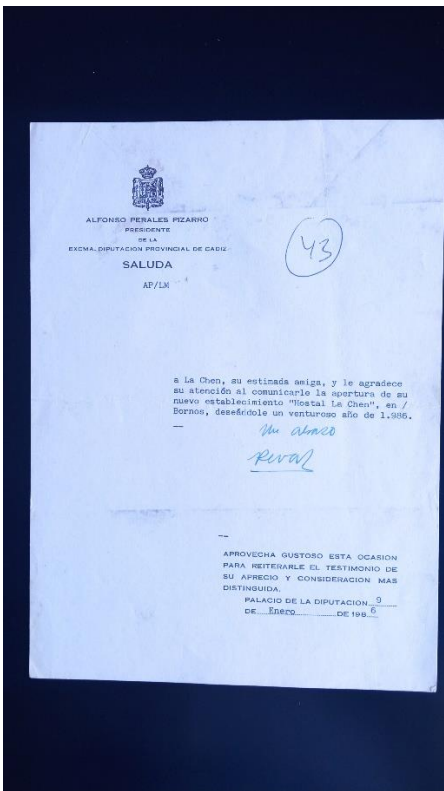 ALFONSO PERALES PIZARRO
PRESIDENTE
DE LA
EXCMA. DIPUTACION PROVINCIAL DE CADIZ
SALUDA
AP/LM
43
a La Chen, su estimada amiga, y le agradece
su atención al comunicarle la apertura de su
nuevo establecimiento "Hostal La Chen", en /
Bornos, deseándole un venturoso año de 1.986.
Un abrazo
APROVECHA GUSTOSO ESTA OCASION
PARA REITERARLE EL TESTIMONIO DE
SU APRECIO Y CONSIDERACION MAS
DISTINGUIDA.
PALACIO DE LA DIPUTACION 9
DE Enero DE 1986